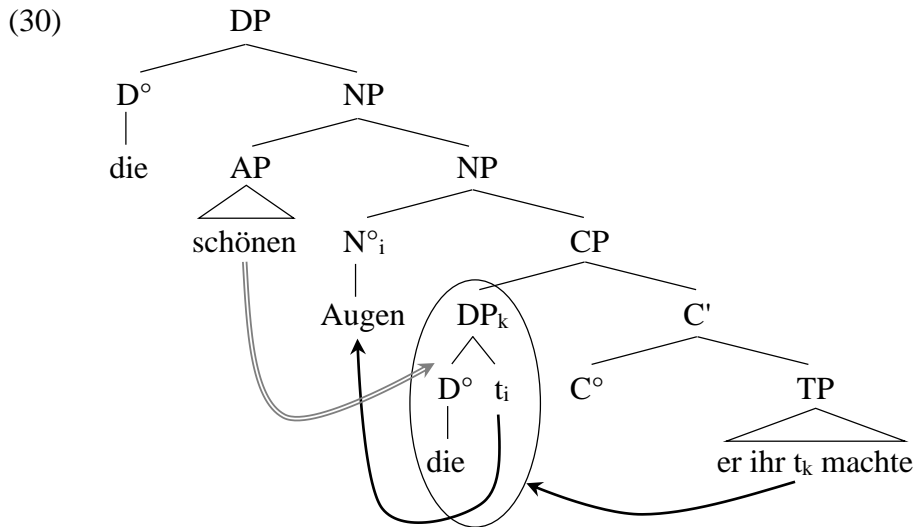 (30) DP
D° NP
die AP NP
schönen N°ᵢ CP
Augen DPₖ C'
D° tᵢ C° TP
die er ihr tₖ machte